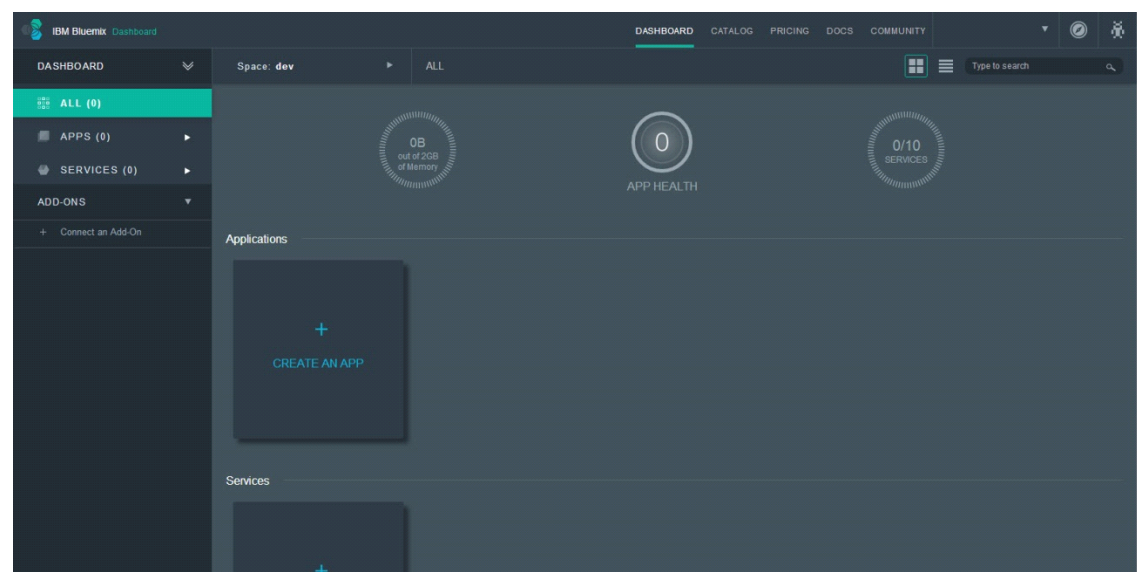 IBM Bluemix Dashboard
DASHBOARD CATALOG PRICING DOCS COMMUNITY
DASHBOARD
Space: dev
ALL
Type to search
ALL (0)
APPS (0)
SERVICES (0)
ADD-ONS
+ Connect an Add-On
0B
out of 2GB
of Memory
0
APP HEALTH
0/10
SERVICES
Applications
+
CREATE AN APP
Services
+